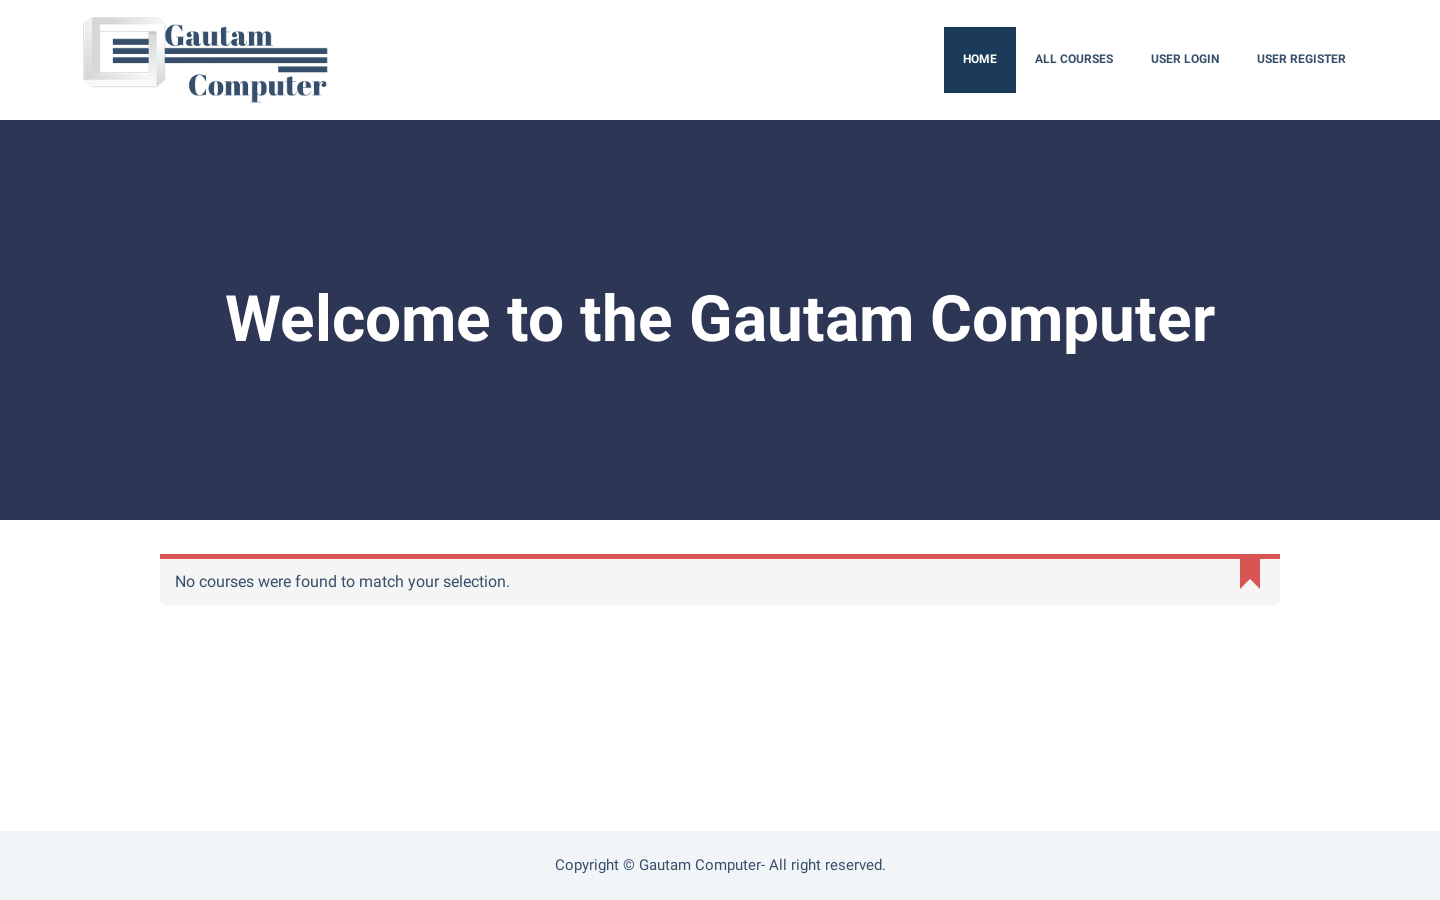 Gautam
Computer
HOME
ALL COURSES
USER LOGIN
USER REGISTER
Welcome to the Gautam Computer
No courses were found to match your selection.
Copyright © Gautam Computer- All right reserved.